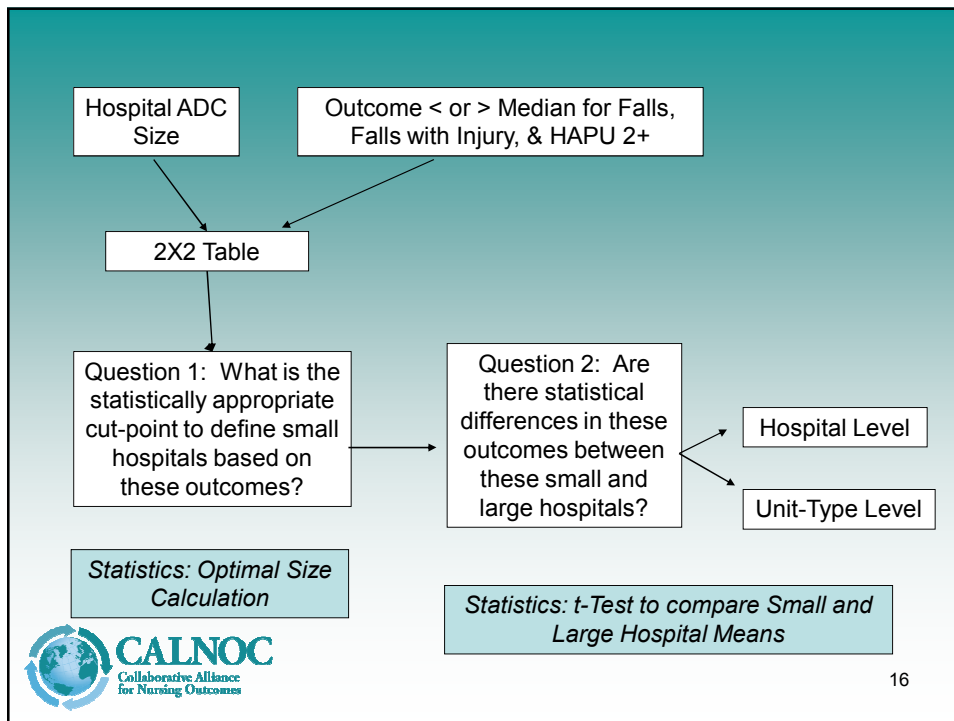 Hospital ADC
Size
Outcome < or > Median for Falls,
Falls with Injury, & HAPU 2+
2X2 Table
Question 1:  What is the
statistically appropriate
cut-point to define small
hospitals based on
these outcomes?
Question 2:  Are
there statistical
differences in these
outcomes between
these small and
large hospitals?
Hospital Level
Unit-Type Level
Statistics: Optimal Size
Calculation
Statistics: t-Test to compare Small and
Large Hospital Means
CALNOC
Collaborative Alliance
for Nursing Outcomes
16